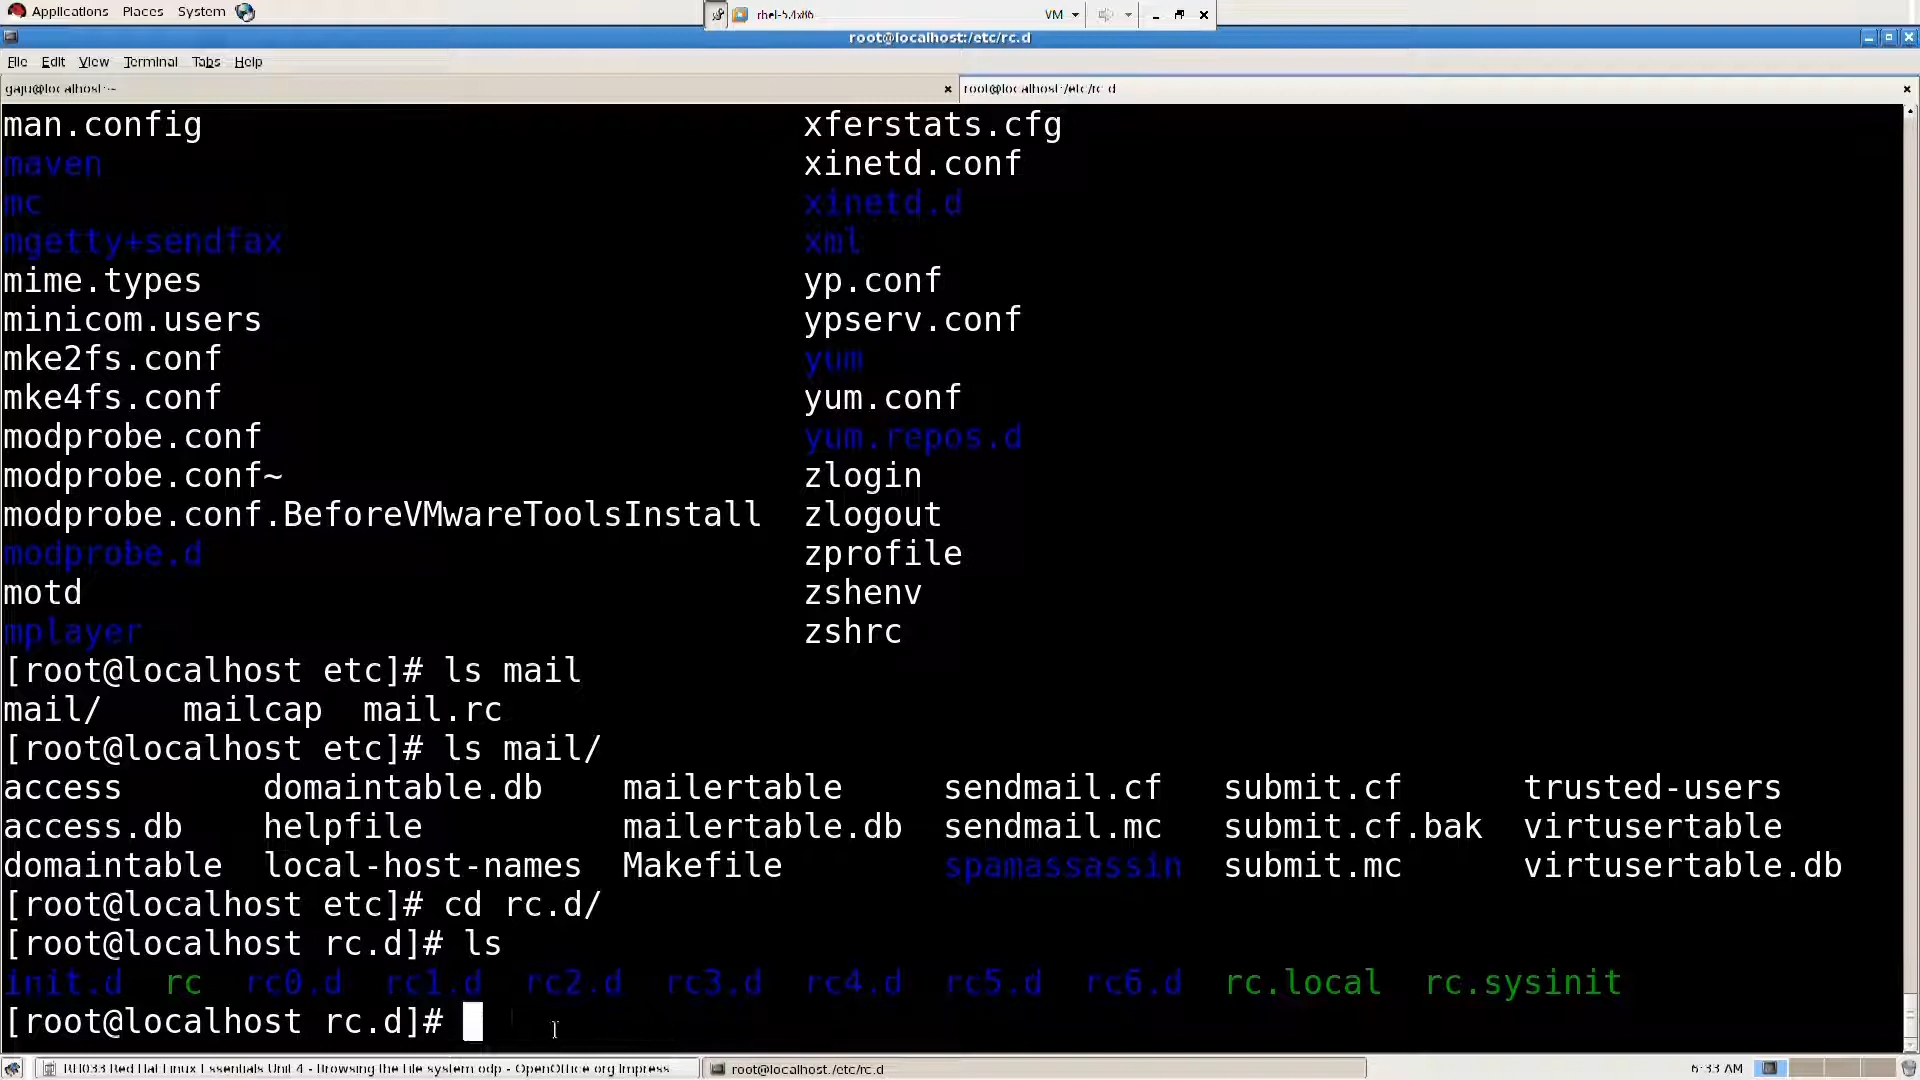 Applications Places System
rhel-5.4x86 VM
root@localhost:/etc/rc.d
File Edit View Terminal Tabs Help
gaju@localhost:~
root@localhost:/etc/rc.d
man.config xferstats.cfg
maven xinetd.conf
mc xinetd.d
mgetty+sendfax xml
mime.types yp.conf
minicom.users ypserv.conf
mke2fs.conf yum
mke4fs.conf yum.conf
modprobe.conf yum.repos.d
modprobe.conf~ zlogin
modprobe.conf.BeforeVMwareToolsInstall zlogout
modprobe.d zprofile
motd zshenv
mplayer zshrc
[root@localhost etc]# ls mail
mail/ mailcap mail.rc
[root@localhost etc]# ls mail/
access domaintable.db mailertable sendmail.cf submit.cf trusted-users
access.db helpfile mailertable.db sendmail.mc submit.cf.bak virtusertable
domaintable local-host-names Makefile spamassassin submit.mc virtusertable.db
[root@localhost etc]# cd rc.d/
[root@localhost rc.d]# ls
init.d rc rc0.d rc1.d rc2.d rc3.d rc4.d rc5.d rc6.d rc.local rc.sysinit
[root@localhost rc.d]#
RH033 Red Hat Linux Essentials Unit 4 - Browsing the File system.odp - OpenOffice.org Impress
root@localhost:/etc/rc.d
6:33 AM